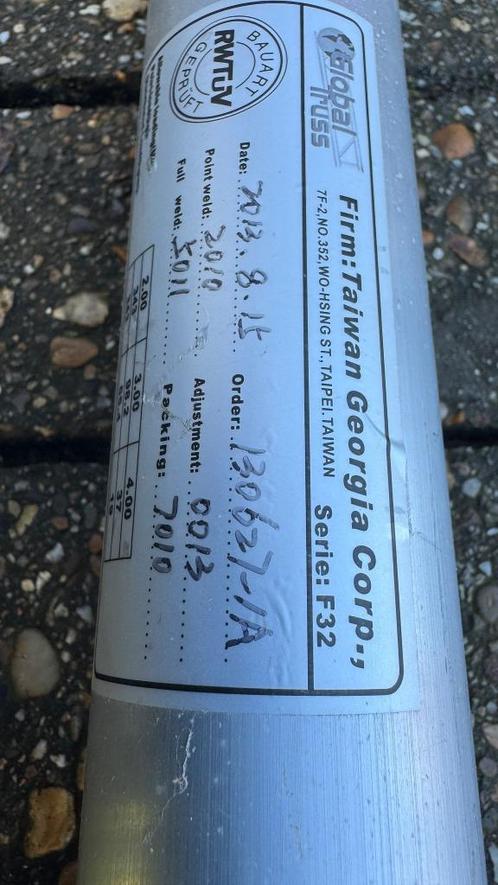 Global
Truss
Firm:Taiwan Georgia Corp.,
7F-2,NO.352,WO-HSING ST.,TAIPEI.TAIWAN Serie: F32
BAUART
RWTÜV
GEPRÜFT
Date: 2013.8.15 Order: 130627-1A
Point weld: 2010 Adjustment: 0013
Full weld: 5011 Packing: 7010
2.00 3.00 4.00